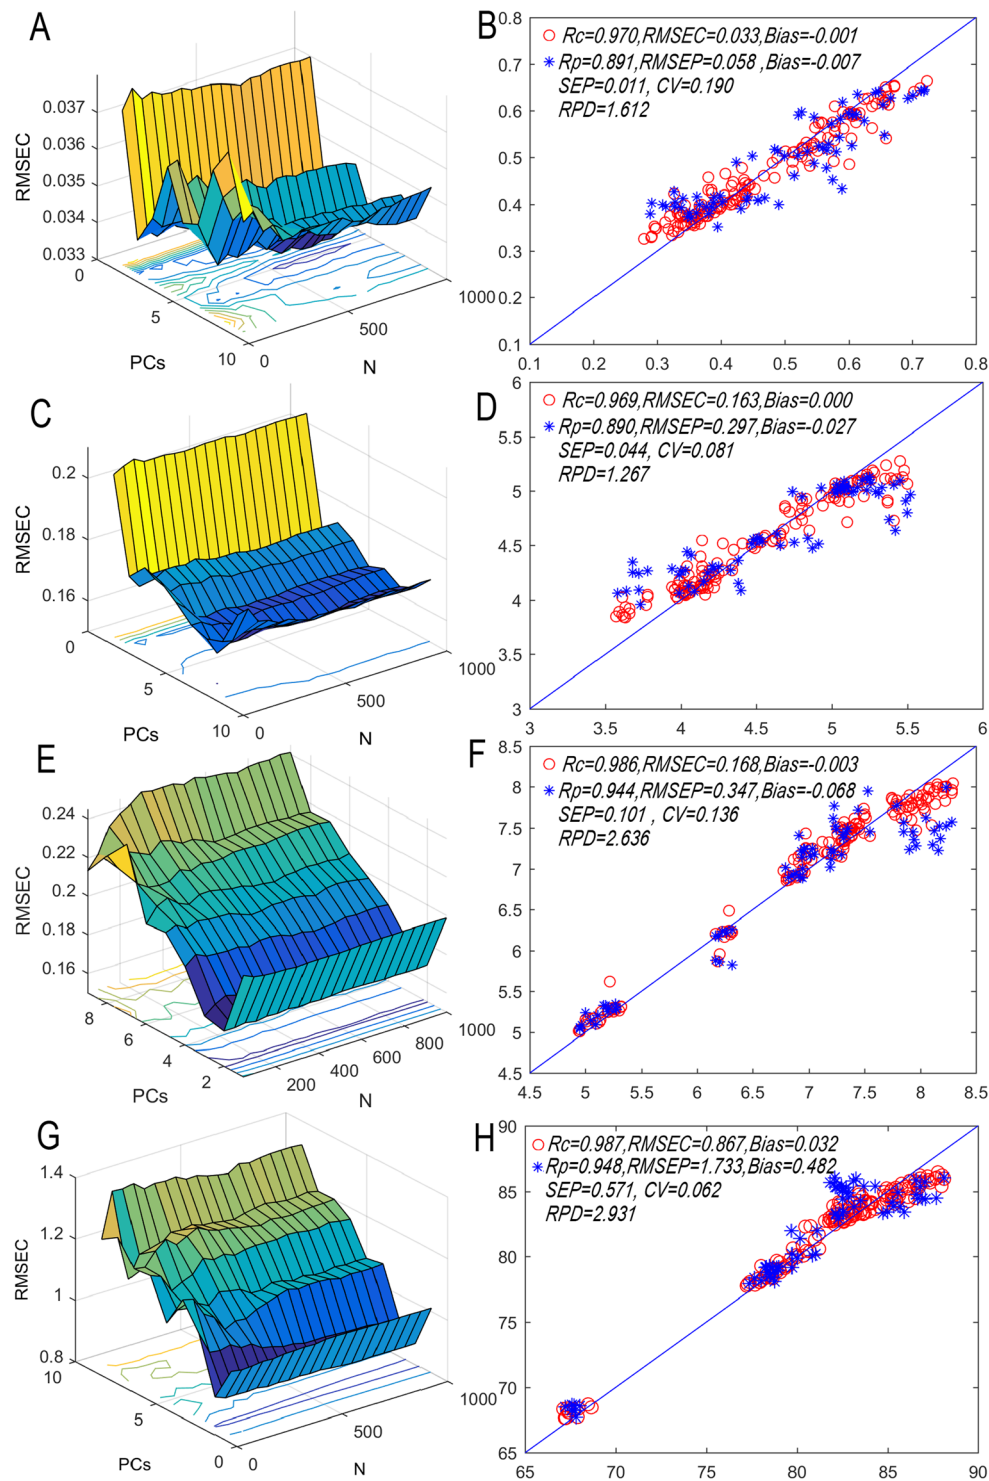 A
RMSEC
0.037
0.036
0.035
0.034
0.033
0
5
10
PCs
0
500
1000
N
B
0.8
0.7
0.6
0.5
0.4
0.3
0.2
0.1
Rc=0.970,RMSEC=0.033,Bias=-0.001
Rp=0.891,RMSEP=0.058 ,Bias=-0.007
SEP=0.011, CV=0.190
RPD=1.612
0.1 0.2 0.3 0.4 0.5 0.6 0.7 0.8
C
RMSEC
0.2
0.18
0.16
0
5
10
PCs
0
500
1000
N
D
6
5.5
5
4.5
4
3.5
3
Rc=0.969,RMSEC=0.163,Bias=0.000
Rp=0.890,RMSEP=0.297,Bias=-0.027
SEP=0.044, CV=0.081
RPD=1.267
3 3.5 4 4.5 5 5.5 6
E
RMSEC
0.24
0.22
0.2
0.18
0.16
8
6
4
2
PCs
200
400
600
800
1000
N
F
8.5
8
7.5
7
6.5
6
5.5
5
4.5
Rc=0.986,RMSEC=0.168,Bias=-0.003
Rp=0.944,RMSEP=0.347,Bias=-0.068
SEP=0.101 , CV=0.136
RPD=2.636
4.5 5 5.5 6 6.5 7 7.5 8 8.5
G
RMSEC
1.4
1.2
1
0.8
10
5
0
PCs
0
500
1000
N
H
90
85
80
75
70
65
Rc=0.987,RMSEC=0.867,Bias=0.032
Rp=0.948,RMSEP=1.733,Bias=0.482
SEP=0.571, CV=0.062
RPD=2.931
65 70 75 80 85 90